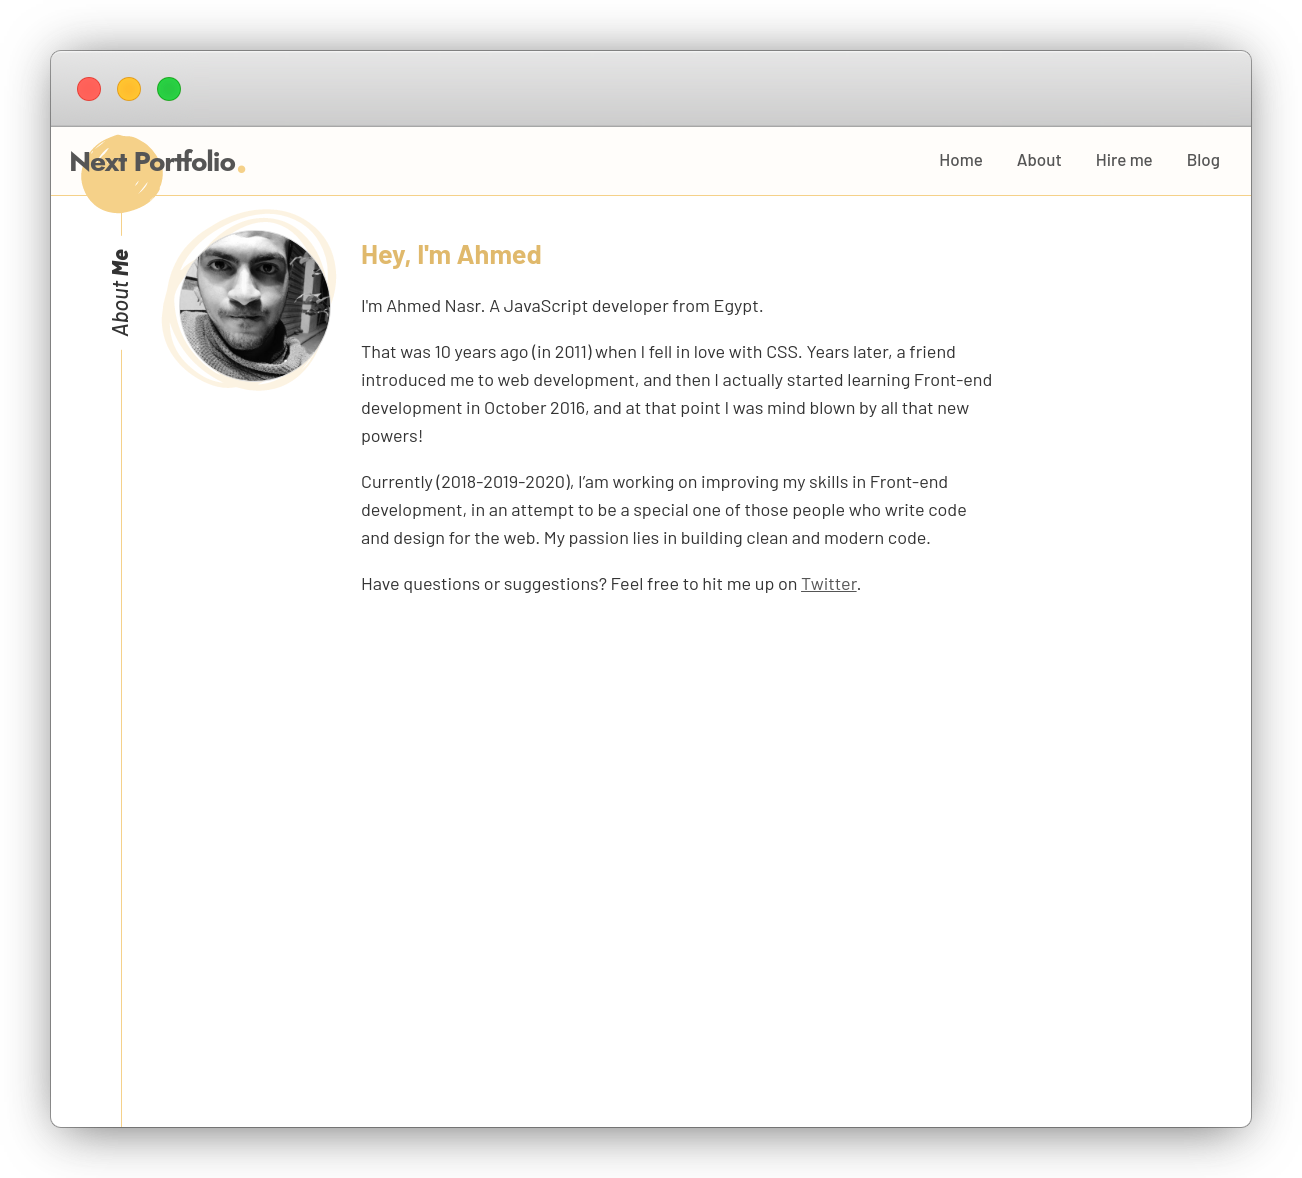 Next Portfolio.
Home About Hire me Blog
About Me
Hey, I'm Ahmed
I'm Ahmed Nasr. A JavaScript developer from Egypt.
That was 10 years ago (in 2011) when I fell in love with CSS. Years later, a friend
introduced me to web development, and then I actually started learning Front-end
development in October 2016, and at that point I was mind blown by all that new
powers!
Currently (2018-2019-2020), I’am working on improving my skills in Front-end
development, in an attempt to be a special one of those people who write code
and design for the web. My passion lies in building clean and modern code.
Have questions or suggestions? Feel free to hit me up on Twitter.